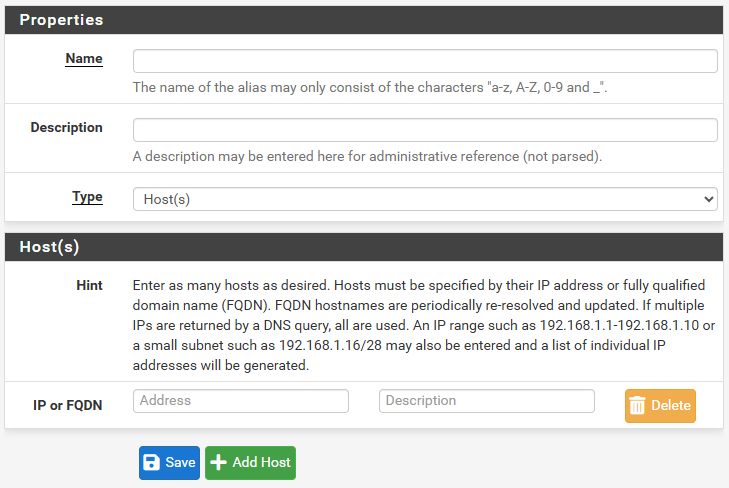 Properties
Name
The name of the alias may only consist of the characters "a-z, A-Z, 0-9 and _".
Description
A description may be entered here for administrative reference (not parsed).
Type
Host(s)
Host(s)
Hint
Enter as many hosts as desired. Hosts must be specified by their IP address or fully qualified
domain name (FQDN). FQDN hostnames are periodically re-resolved and updated. If multiple
IPs are returned by a DNS query, all are used. An IP range such as 192.168.1.1-192.168.1.10 or
a small subnet such as 192.168.1.16/28 may also be entered and a list of individual IP
addresses will be generated.
IP or FQDN
Address
Description
Delete
Save
Add Host